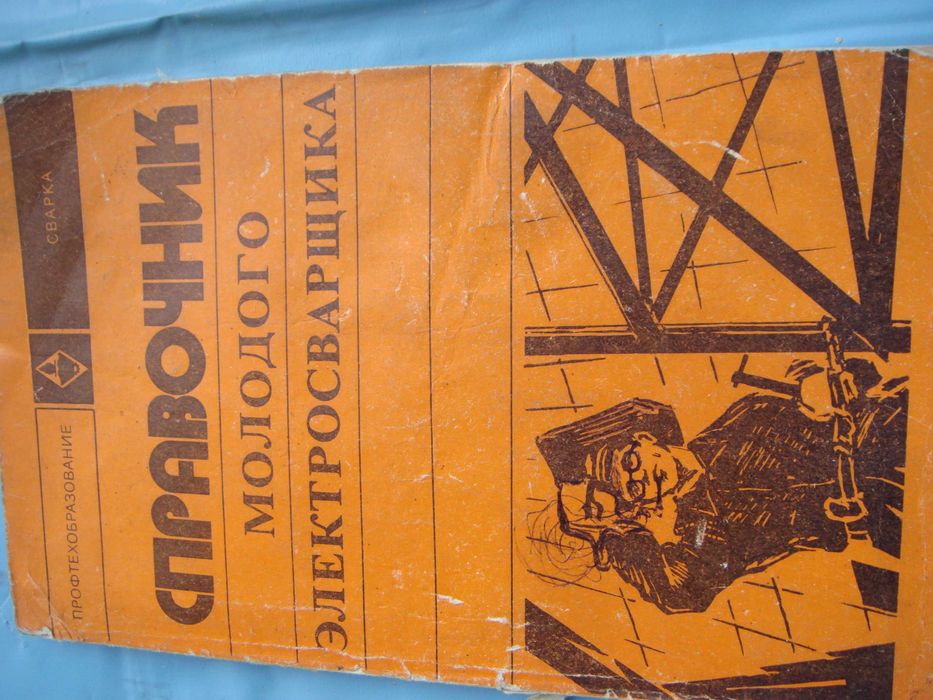 ПРОФТЕХОБРАЗОВАНИЕ
СВАРКА
СПРАВОЧНИК
МОЛОДОГО
ЭЛЕКТРОСВАРЩИКА